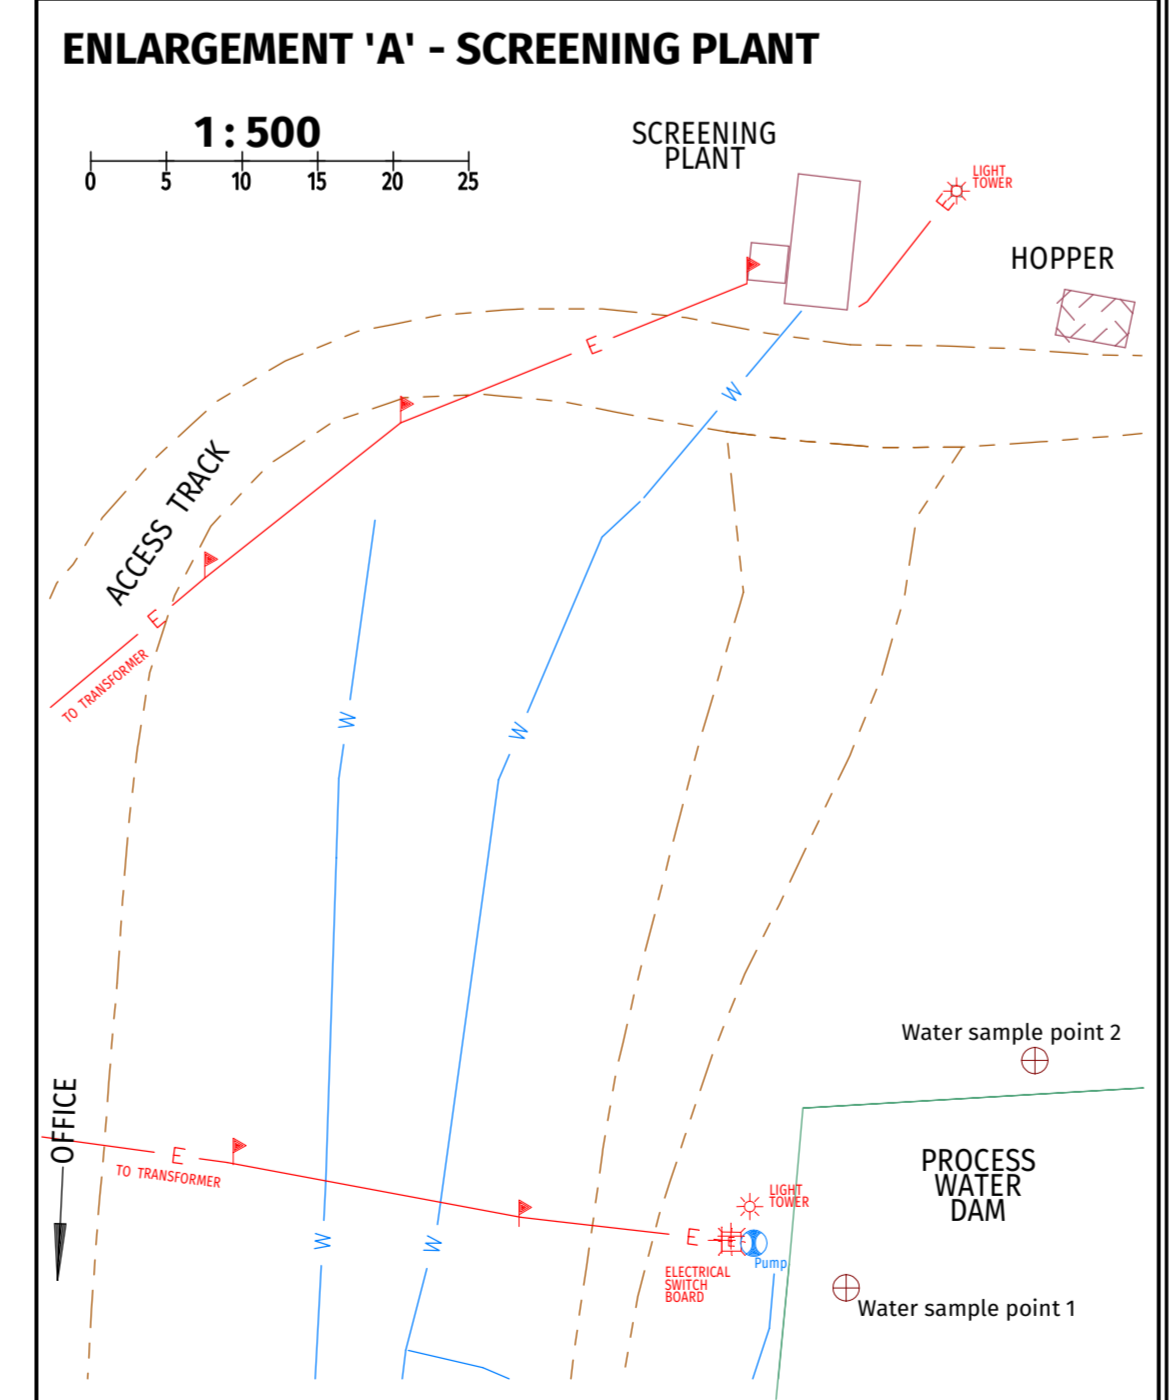 ENLARGEMENT 'A' - SCREENING PLANT
1 : 500
0 5 10 15 20 25
SCREENING
PLANT
LIGHT
TOWER
E
HOPPER
E
W
ACCESS TRACK
E
TO TRANSFORMER
W
W
Water sample point 2
OFFICE
E
TO TRANSFORMER
PROCESS
WATER
DAM
LIGHT
TOWER
W
W
E
E
Pump
ELECTRICAL
SWITCH
BOARD
Water sample point 1